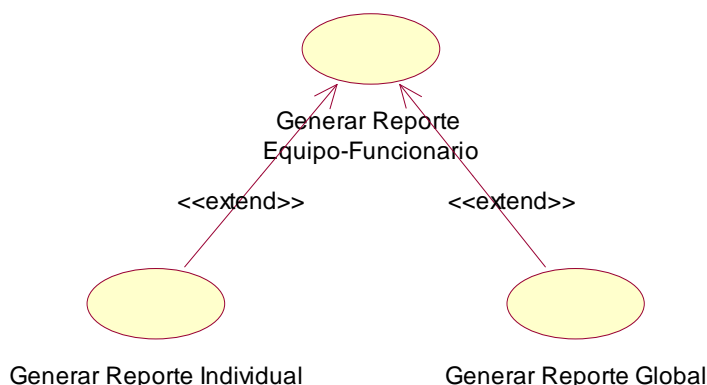 Generar Reporte
Equipo-Funcionario
<<extend>>
<<extend>>
Generar Reporte Individual
Generar Reporte Global